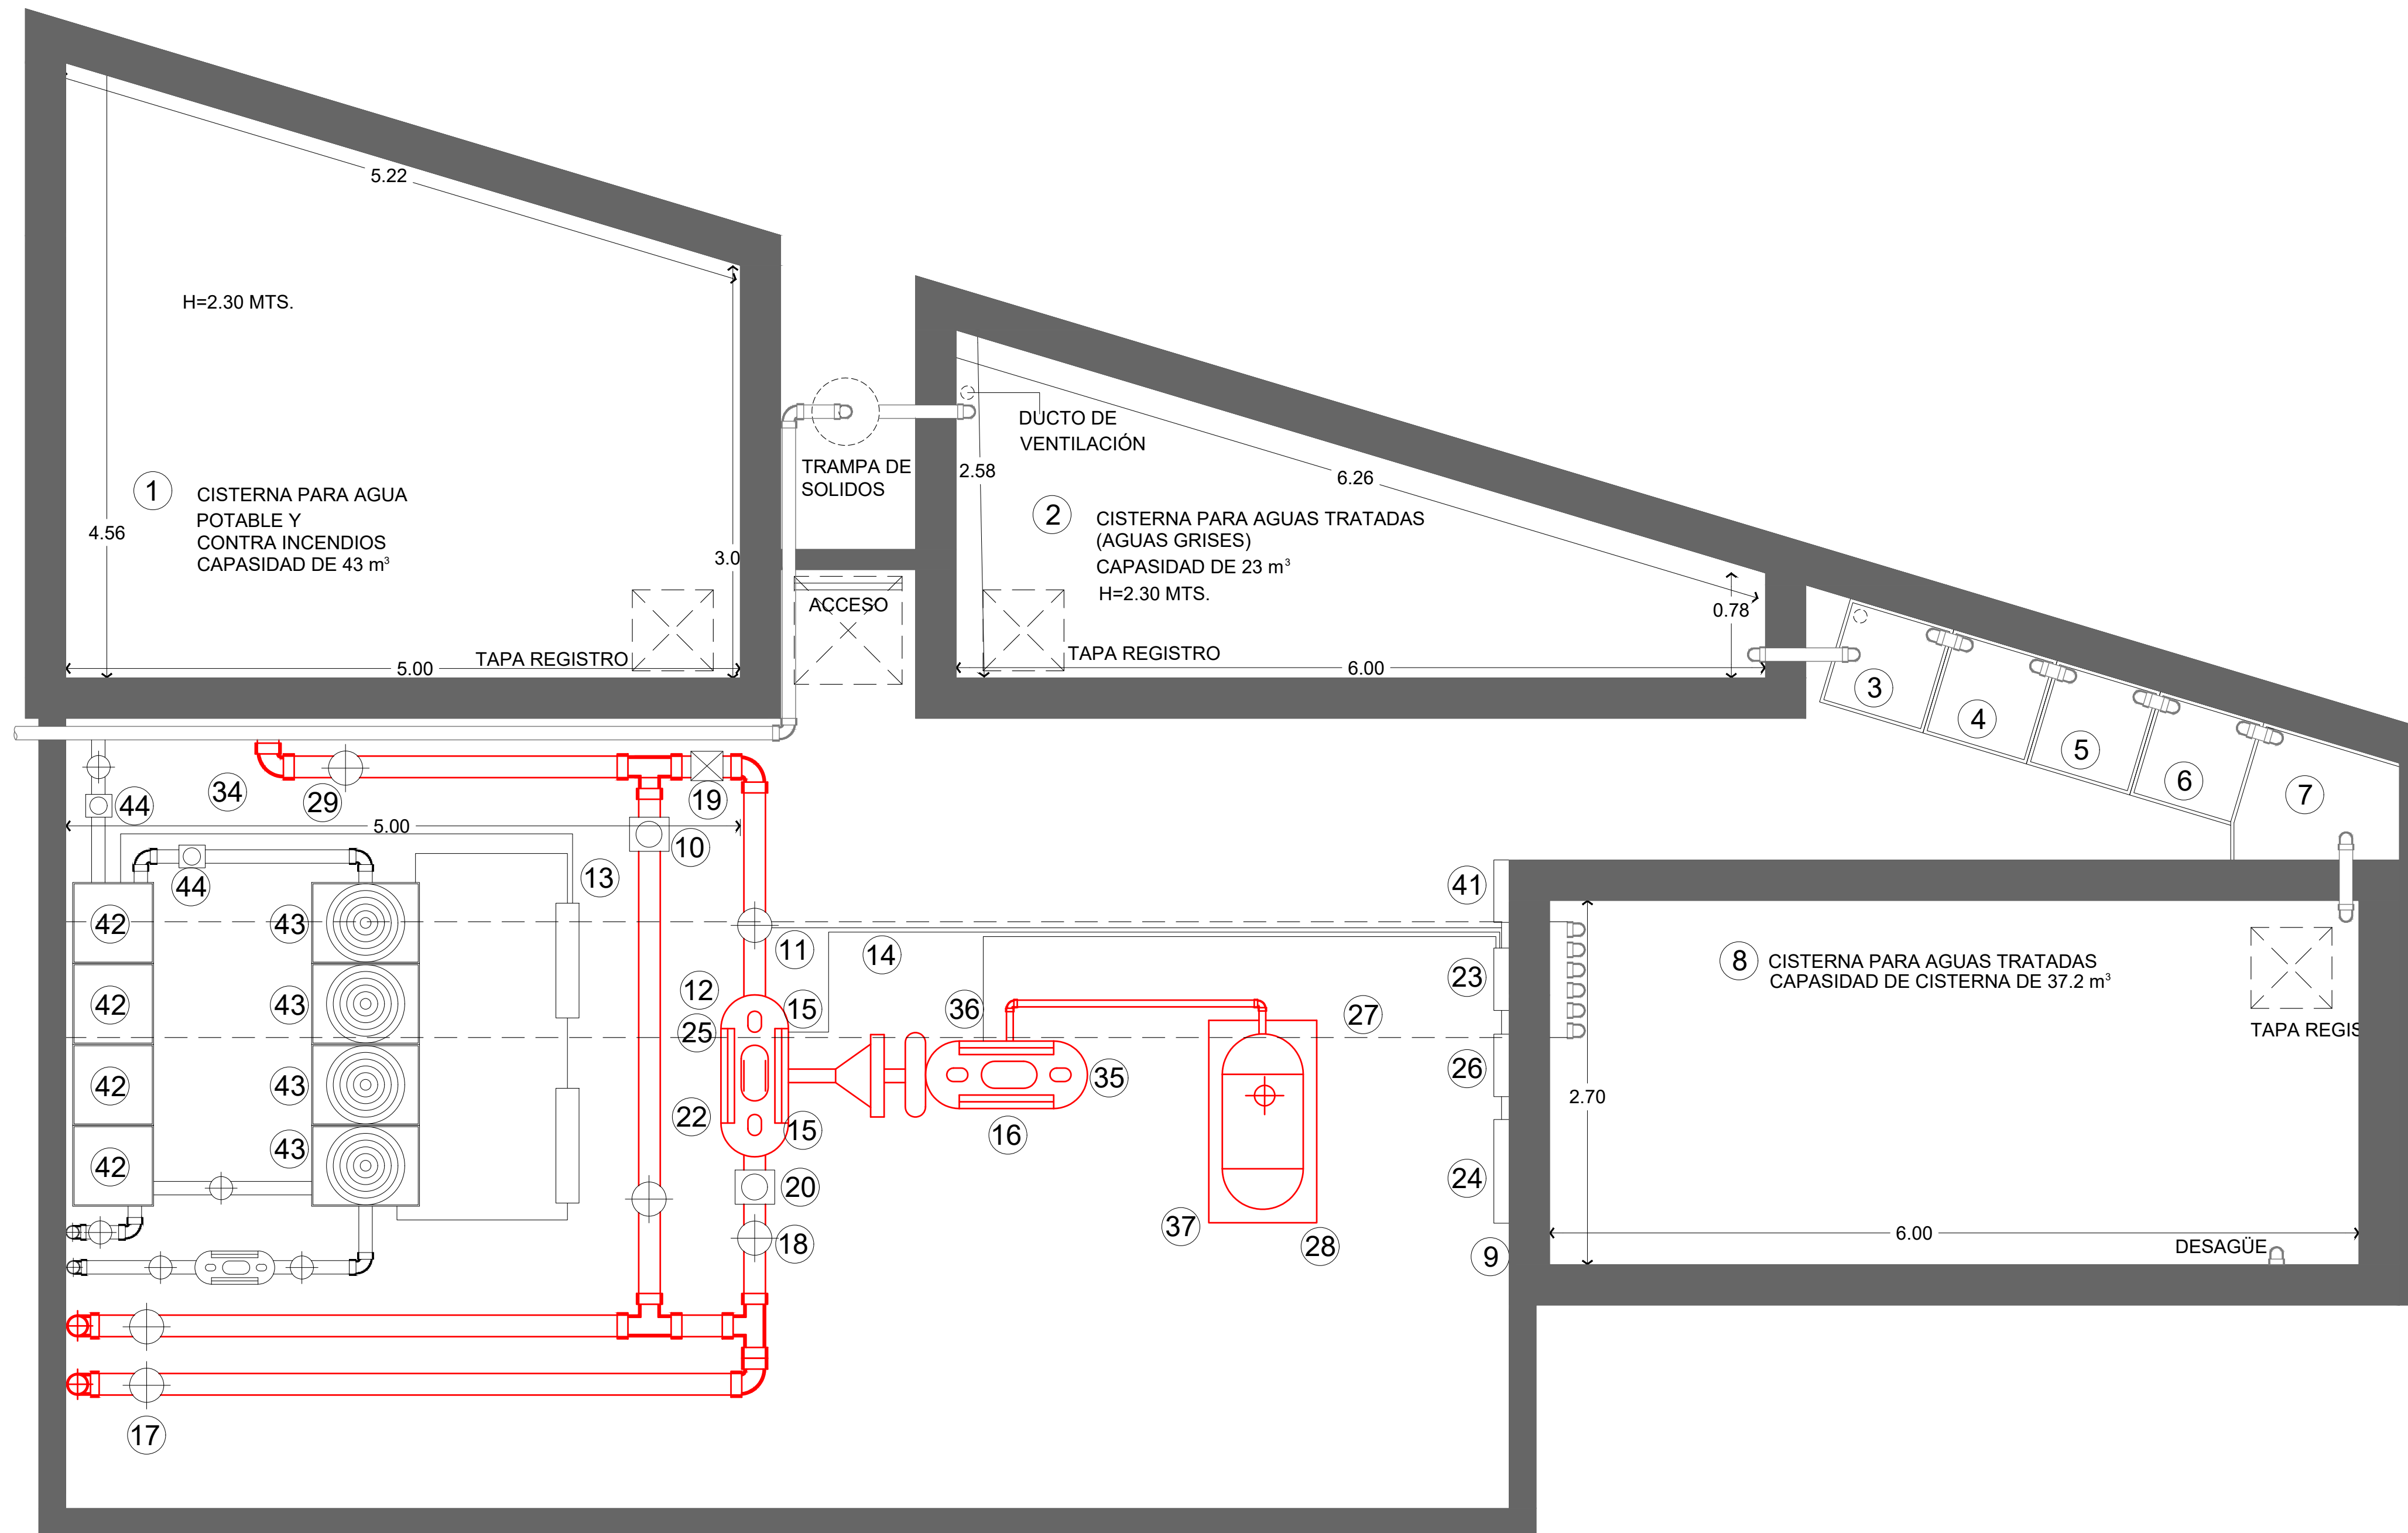 5.22
H=2.30 MTS.
1
CISTERNA PARA AGUA
POTABLE Y
CONTRA INCENDIOS
CAPASIDAD DE 43 m³
4.56
3.0
TAPA REGISTRO
5.00
TRAMPA DE
SOLIDOS
ACCESO
DUCTO DE
VENTILACIÓN
2.58
6.26
2
CISTERNA PARA AGUAS TRATADAS
(AGUAS GRISES)
CAPASIDAD DE 23 m³
H=2.30 MTS.
0.78
TAPA REGISTRO
6.00
3
4
5
6
7
34
29
19
44
5.00
10
44
13
41
42
43
11
14
8
CISTERNA PARA AGUAS TRATADAS
CAPASIDAD DE CISTERNA DE 37.2 m³
23
12
42
43
15
36
27
25
TAPA REGIS
26
35
42
43
2.70
22
15
16
42
43
20
24
37
18
28
9
6.00
DESAGÜE
17